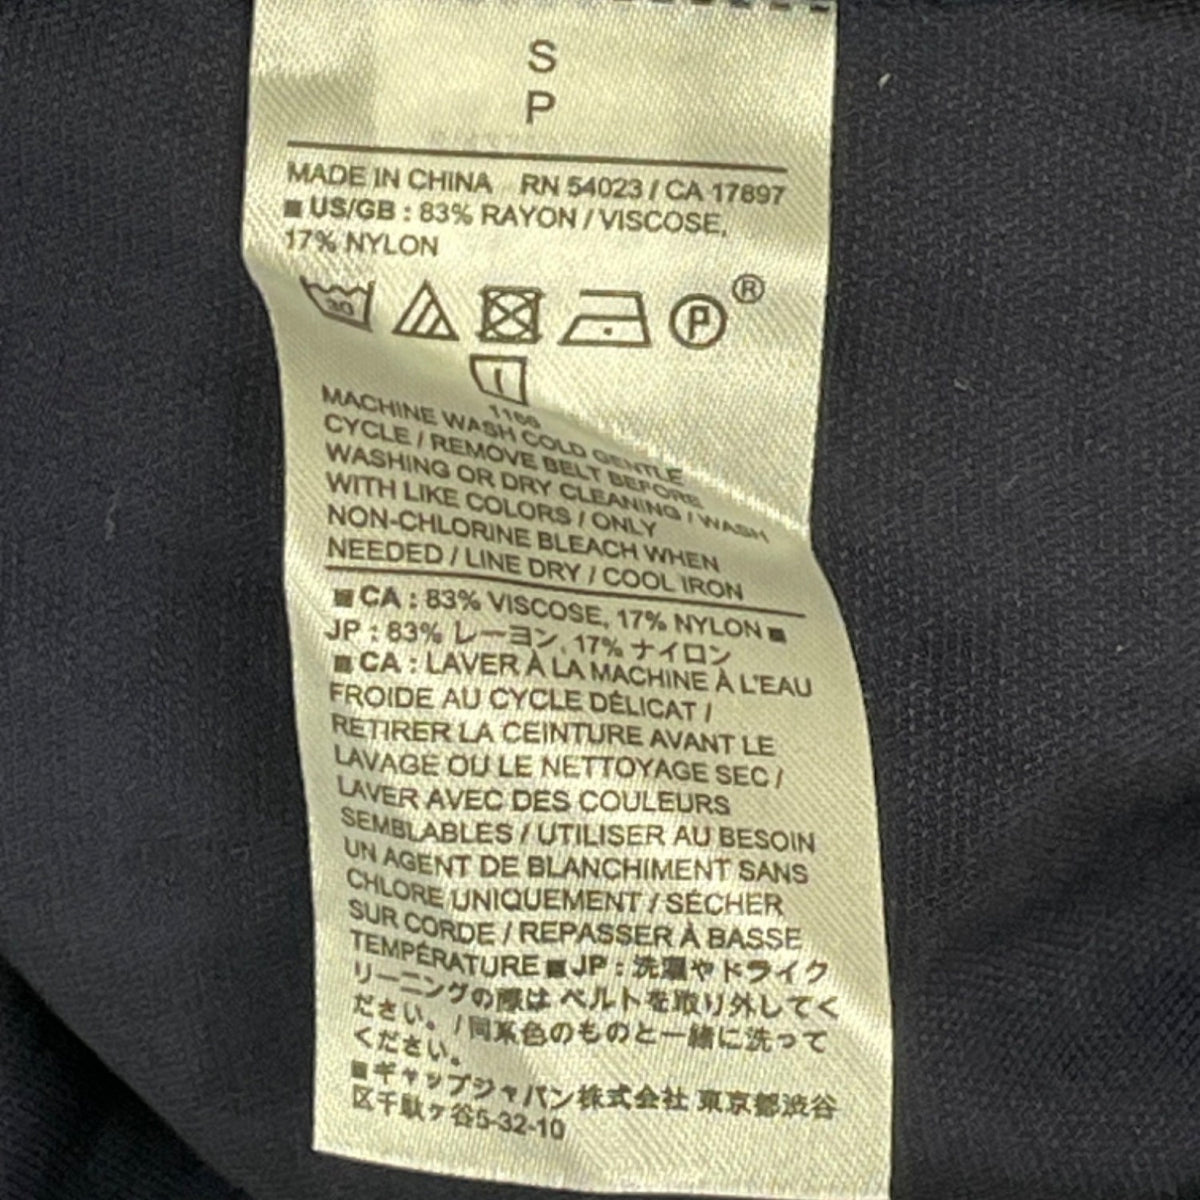 S
P
MADE IN CHINA RN 54023 / CA 17897
■ US/GB : 83% RAYON / VISCOSE,
17% NYLON
30
P ®
MACHINE WASH COLD GENTLE
CYCLE / REMOVE BELT BEFORE
WASHING OR DRY CLEANING / WASH
WITH LIKE COLORS / ONLY
NON-CHLORINE BLEACH WHEN
NEEDED / LINE DRY / COOL IRON
■ CA : 83% VISCOSE, 17% NYLON ■
JP : 83% レーヨン, 17% ナイロン
■ CA : LAVER À LA MACHINE À L'EAU
FROIDE AU CYCLE DÉLICAT /
RETIRER LA CEINTURE AVANT LE
LAVAGE OU LE NETTOYAGE SEC /
LAVER AVEC DES COULEURS
SEMBLABLES / UTILISER AU BESOIN
UN AGENT DE BLANCHIMENT SANS
CHLORE UNIQUEMENT / SÉCHER
SUR CORDE / REPASSER À BASSE
TEMPÉRATURE ■ JP : 洗濯やドライク
リーニングの際は ベルトを取り外してく
ださい。 / 同系色のものと一緒に洗って
ください。
■ ギャップジャパン株式会社 東京都渋谷
区千駄ヶ谷5-32-10